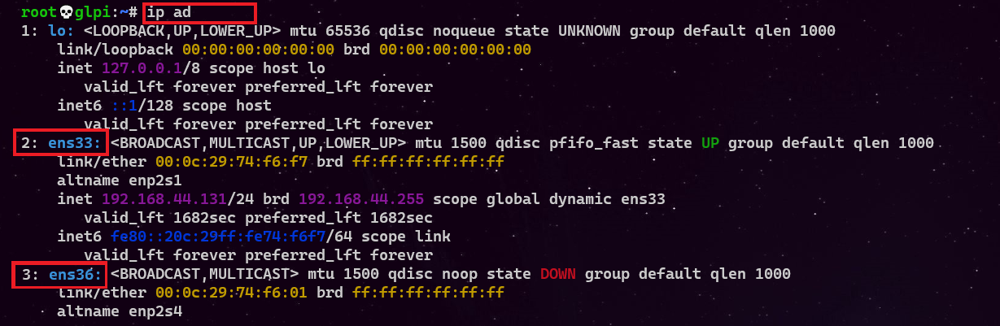 root💀glpi:~# ip ad
1: lo: <LOOPBACK,UP,LOWER_UP> mtu 65536 qdisc noqueue state UNKNOWN group default qlen 1000
link/loopback 00:00:00:00:00:00 brd 00:00:00:00:00:00
inet 127.0.0.1/8 scope host lo
valid_lft forever preferred_lft forever
inet6 ::1/128 scope host
valid_lft forever preferred_lft forever
2: ens33: <BROADCAST,MULTICAST,UP,LOWER_UP> mtu 1500 qdisc pfifo_fast state UP group default qlen 1000
link/ether 00:0c:29:74:f6:f7 brd ff:ff:ff:ff:ff:ff
altname enp2s1
inet 192.168.44.131/24 brd 192.168.44.255 scope global dynamic ens33
valid_lft 1682sec preferred_lft 1682sec
inet6 fe80::20c:29ff:fe74:f6f7/64 scope link
valid_lft forever preferred_lft forever
3: ens36: <BROADCAST,MULTICAST> mtu 1500 qdisc noop state DOWN group default qlen 1000
link/ether 00:0c:29:74:f6:01 brd ff:ff:ff:ff:ff:ff
altname enp2s4